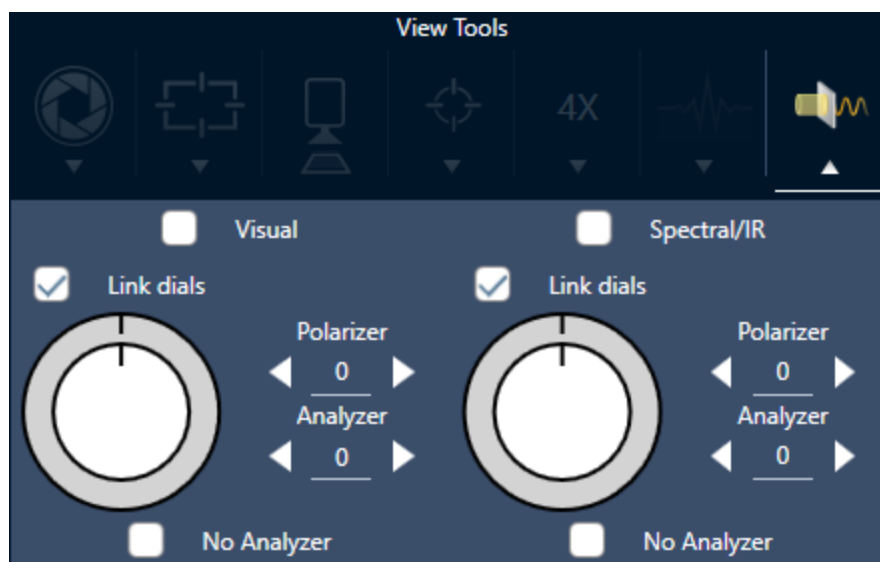 View Tools
4X
Visual
Spectral/IR
Link dials
Link dials
Polarizer
0
Analyzer
0
Polarizer
0
Analyzer
0
No Analyzer
No Analyzer